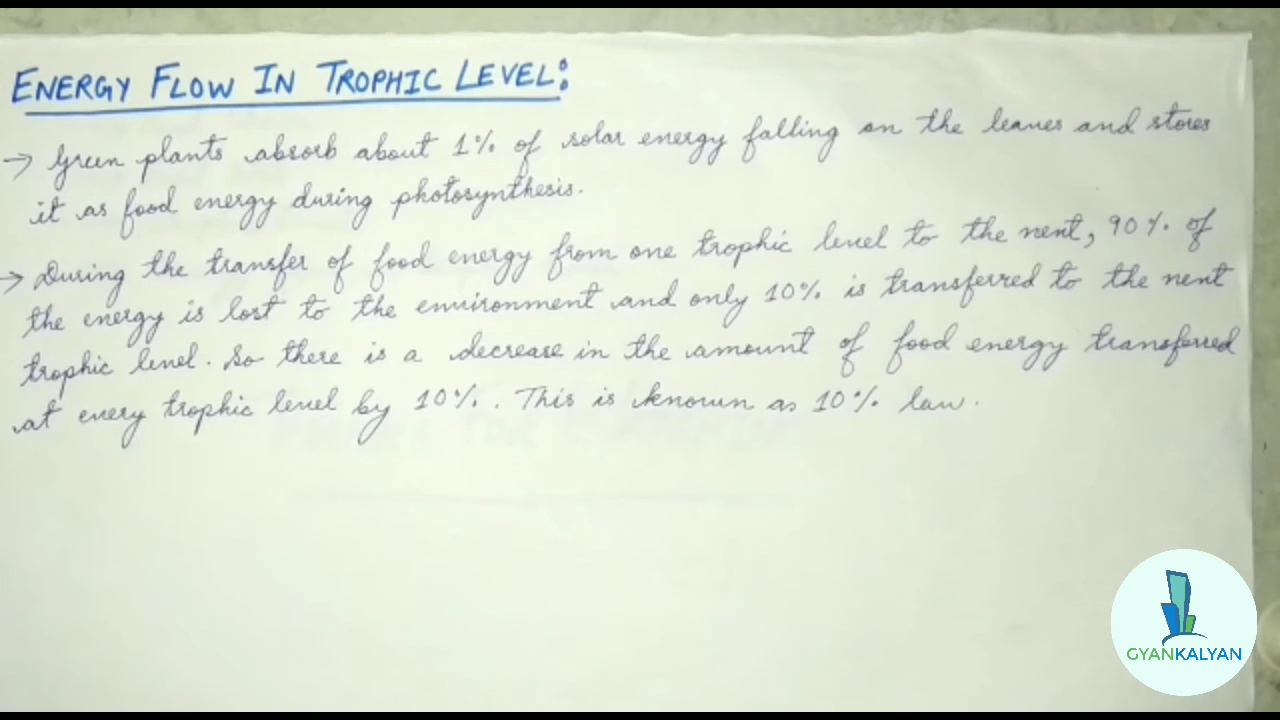 ENERGY FLOW IN TROPHIC LEVEL:
→ Green plants absorb about 1% of solar energy falling on the leaves and stores
it as food energy during photosynthesis.
→ During the transfer of food energy from one trophic level to the next, 90% of
the energy is lost to the environment and only 10% is transferred to the next
trophic level. So there is a decrease in the amount of food energy transferred
at every trophic level by 10%. This is known as 10% law.
GYANKALYAN